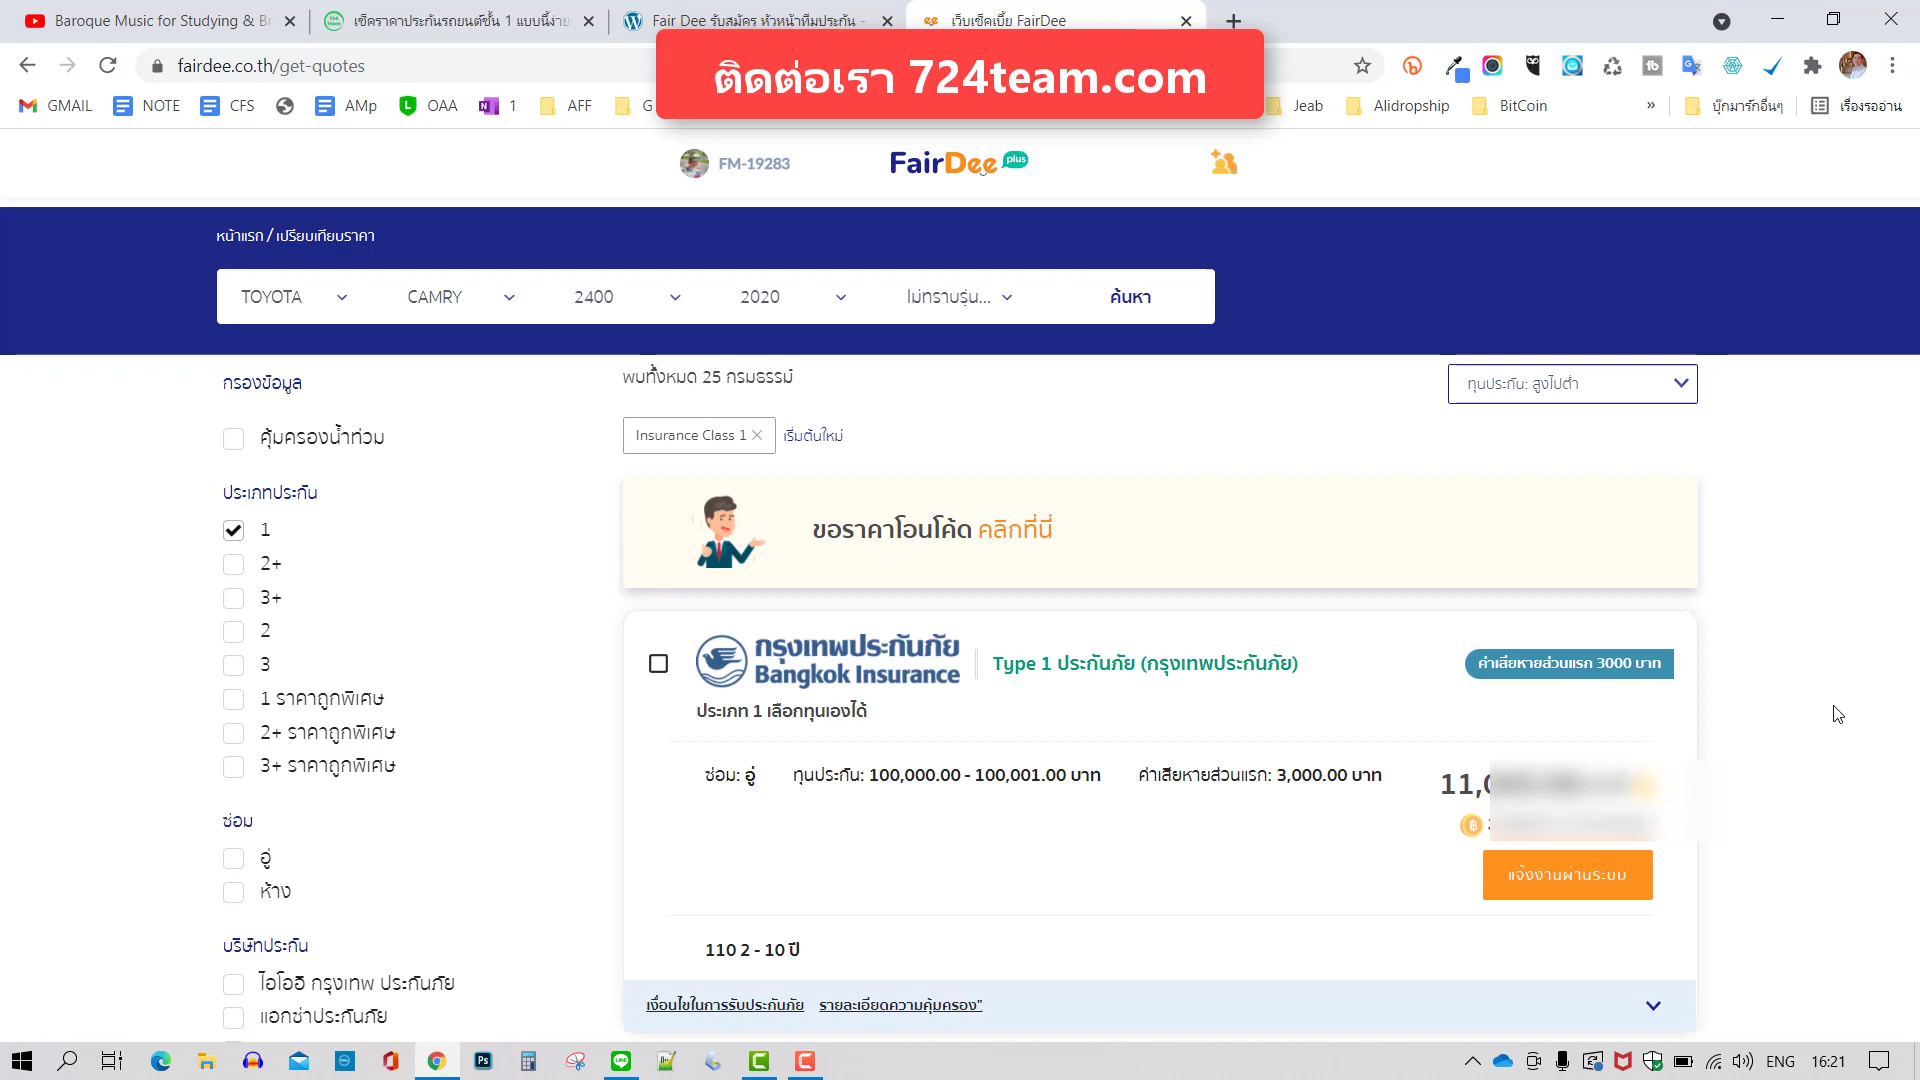 Baroque Music for Studying & Br
เช็คราคาประกันรถยนต์ชั้น 1 แบบนี้ง่าย
Fair Dee รับสมัคร หัวหน้าทีมประกัน -
เว็บเช็คเบี้ย FairDee
fairdee.co.th/get-quotes
ติดต่อเรา 724team.com
GMAIL
NOTE
CFS
AMp
OAA
1
AFF
G
Jeab
Alidropship
BitCoin
»
บุ๊กมาร์กอื่นๆ
เรื่องรออ่าน
FM-19283
FairDee plus
หน้าแรก / เปรียบเทียบราคา
TOYOTA
CAMRY
2400
2020
ไม่ทราบรุ่น...
ค้นหา
กรองข้อมูล
พบทั้งหมด 25 กรมธรรม์
ทุนประกัน: สูงไปต่ำ
คุ้มครองน้ำท่วม
Insurance Class 1
เริ่มต้นใหม่
ประเภทประกัน
1
2+
3+
2
3
1 ราคาถูกพิเศษ
2+ ราคาถูกพิเศษ
3+ ราคาถูกพิเศษ
ซ่อม
อู่
ห้าง
บริษัทประกัน
ไอโออิ กรุงเทพ ประกันภัย
แอกซ่าประกันภัย
ขอราคาโอนโค้ด คลิกที่นี่
กรุงเทพประกันภัย
Bangkok Insurance
Type 1 ประกันภัย (กรุงเทพประกันภัย)
ค่าเสียหายส่วนแรก 3000 บาท
ประเภท 1 เลือกทุนเองได้
ซ่อม: อู่
ทุนประกัน: 100,000.00 - 100,001.00 บาท
ค่าเสียหายส่วนแรก: 3,000.00 บาท
11,
แจ้งงานผ่านระบบ
110 2 - 10 ปี
เงื่อนไขในการรับประกันภัย
รายละเอียดความคุ้มครอง"
ENG
16:21